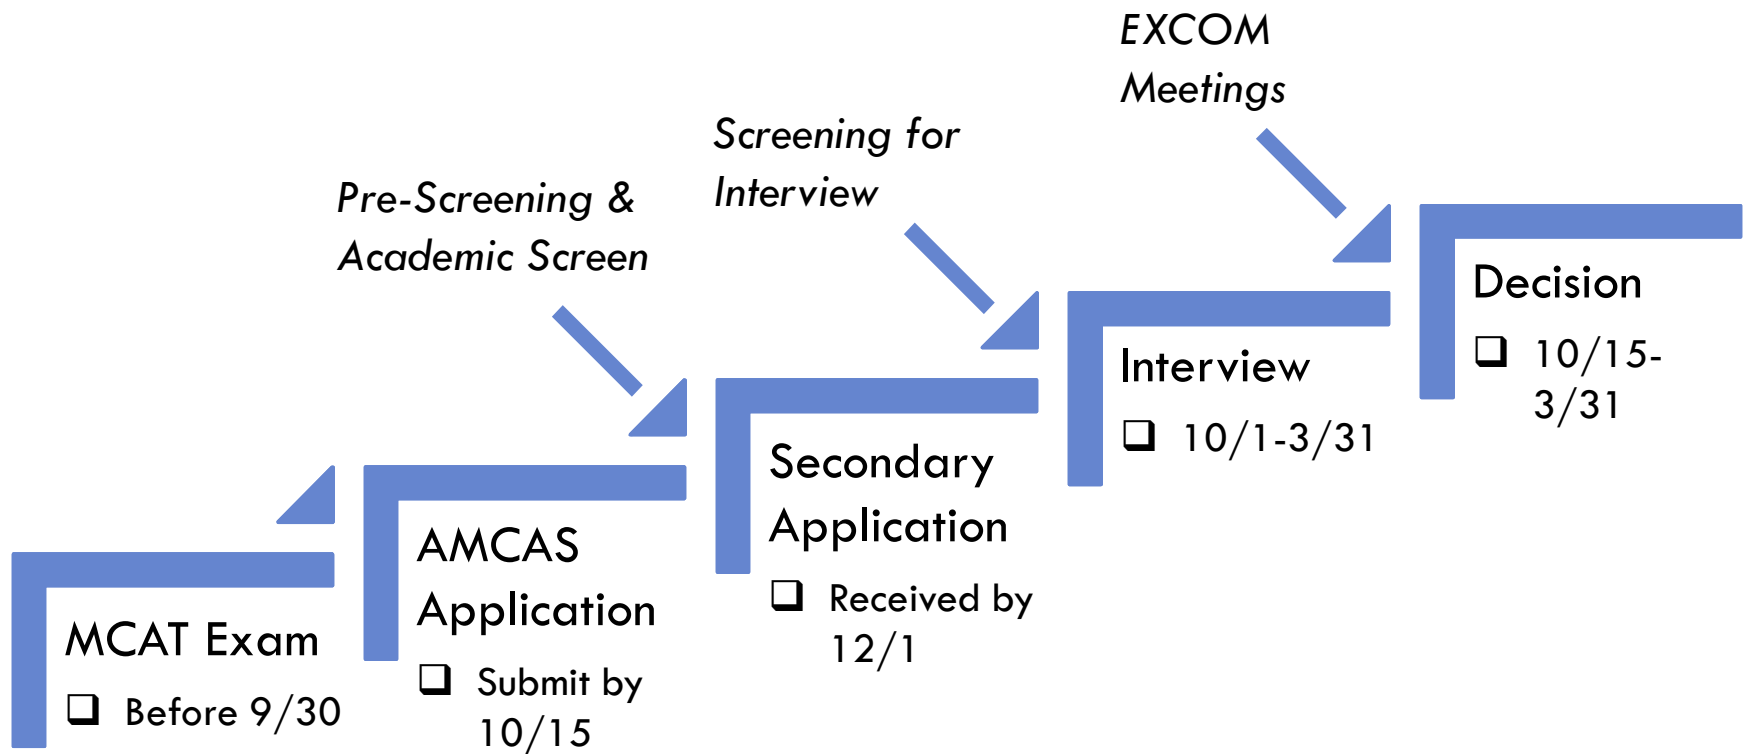 MCAT Exam
❑ Before 9/30
AMCAS
Application
❑ Submit by
10/15
Pre-Screening &
Academic Screen
Secondary
Application
❑ Received by
12/1
Screening for
Interview
Interview
❑ 10/1-3/31
EXCOM
Meetings
Decision
❑ 10/15-
3/31